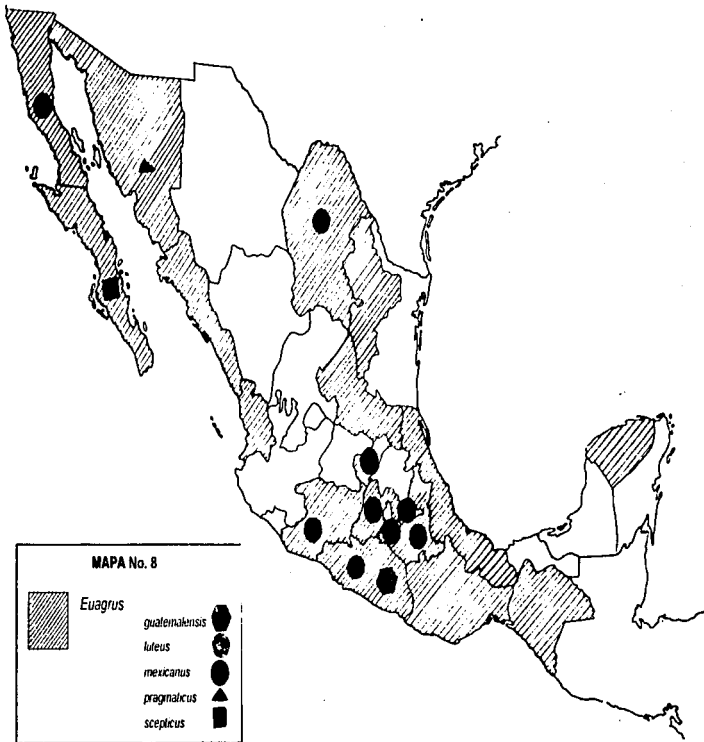 MAPA No. 8
Euagrus
guatemalensis
luteus
mexicanus
pragmaticus
scepticus